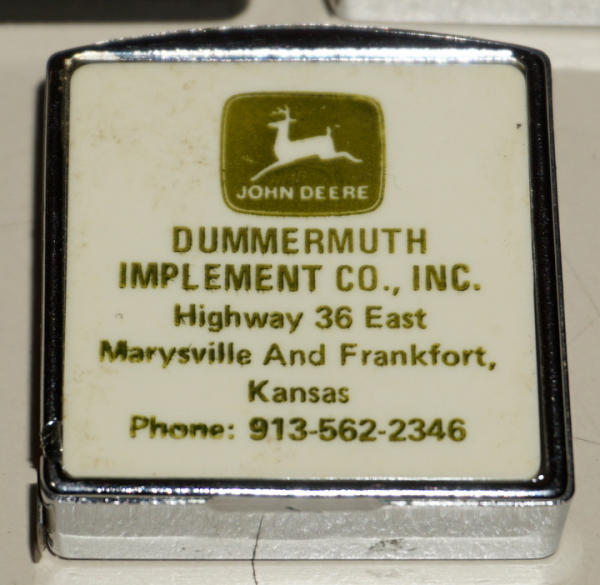 JOHN DEERE
DUMMERMUTH
IMPLEMENT CO., INC.
Highway 36 East
Marysville And Frankfort,
Kansas
Phone: 913-562-2346